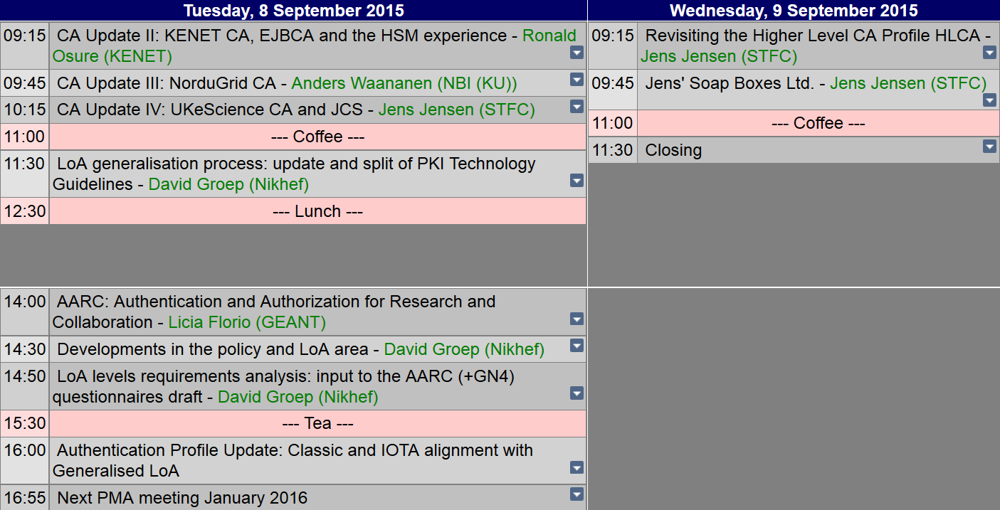 Tuesday, 8 September 2015
09:15 CA Update II: KENET CA, EJBCA and the HSM experience - Ronald
Osure (KENET)
09:45 CA Update III: NorduGrid CA - Anders Waananen (NBI (KU))
10:15 CA Update IV: UKeScience CA and JCS - Jens Jensen (STFC)
11:00 --- Coffee ---
11:30 LoA generalisation process: update and split of PKI Technology
Guidelines - David Groep (Nikhef)
12:30 --- Lunch ---
14:00 AARC: Authentication and Authorization for Research and
Collaboration - Licia Florio (GEANT)
14:30 Developments in the policy and LoA area - David Groep (Nikhef)
14:50 LoA levels requirements analysis: input to the AARC (+GN4)
questionnaires draft - David Groep (Nikhef)
15:30 --- Tea ---
16:00 Authentication Profile Update: Classic and IOTA alignment with
Generalised LoA
16:55 Next PMA meeting January 2016
Wednesday, 9 September 2015
09:15 Revisiting the Higher Level CA Profile HLCA -
Jens Jensen (STFC)
09:45 Jens' Soap Boxes Ltd. - Jens Jensen (STFC)
11:00 --- Coffee ---
11:30 Closing